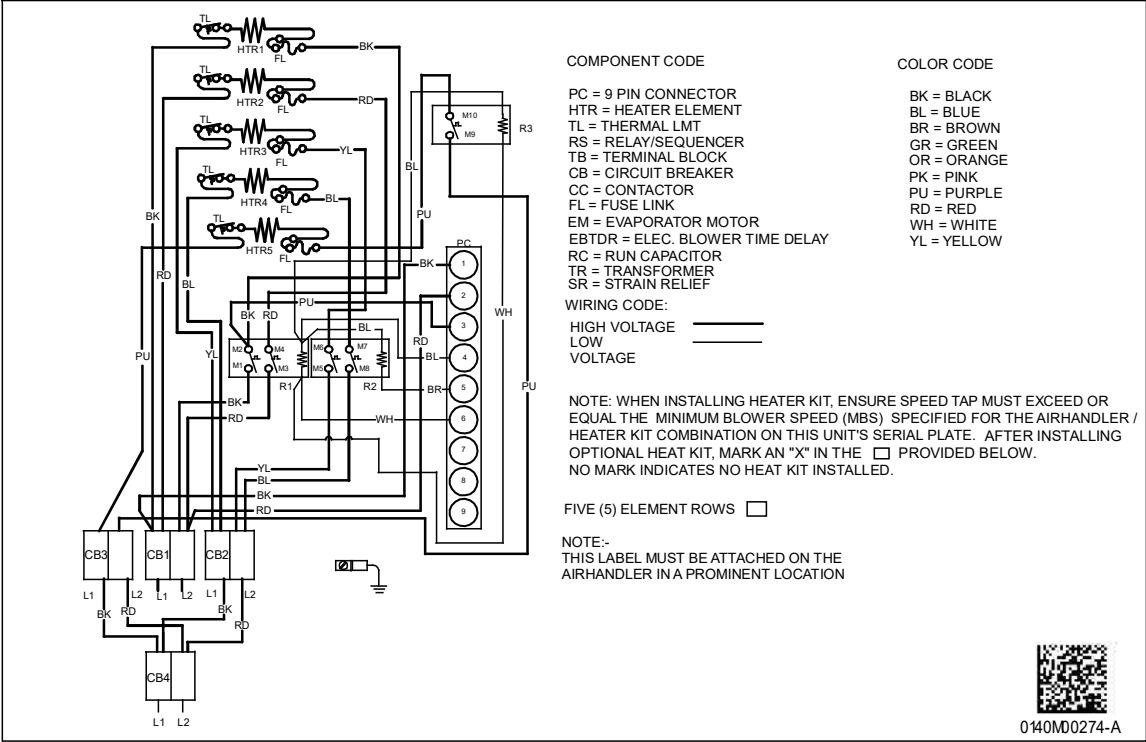 TL
HTR1
FL
BK
TL
HTR2
FL
RD
TL
HTR3
FL
YL
TL
HTR4
FL
BL
TL
HTR5
FL
M10
M9
R3
BL
PU
BK
RD
BL
PU
YL
PC
1
2
3
4
5
6
7
8
9
BK
BK
RD
PU
BL
BL
BR
WH
WH
PU
RD
M2
M4
M1
M3
R1
M6
M7
M5
M8
R2
BK
RD
YL
BL
BK
RD
CB3
CB1
CB2
L1
L2
L1
L2
L1
L2
BK
RD
BK
RD
CB4
L1
L2
COMPONENT CODE
PC = 9 PIN CONNECTOR
HTR = HEATER ELEMENT
TL = THERMAL LMT
RS = RELAY/SEQUENCER
TB = TERMINAL BLOCK
CB = CIRCUIT BREAKER
CC = CONTACTOR
FL = FUSE LINK
EM = EVAPORATOR MOTOR
EBTDR = ELEC. BLOWER TIME DELAY
RC = RUN CAPACITOR
TR = TRANSFORMER
SR = STRAIN RELIEF
WIRING CODE:
HIGH VOLTAGE
LOW
VOLTAGE
COLOR CODE
BK = BLACK
BL = BLUE
BR = BROWN
GR = GREEN
OR = ORANGE
PK = PINK
PU = PURPLE
RD = RED
WH = WHITE
YL = YELLOW
NOTE: WHEN INSTALLING HEATER KIT, ENSURE SPEED TAP MUST EXCEED OR
EQUAL THE MINIMUM BLOWER SPEED (MBS) SPECIFIED FOR THE AIRHANDLER /
HEATER KIT COMBINATION ON THIS UNIT'S SERIAL PLATE. AFTER INSTALLING
OPTIONAL HEAT KIT, MARK AN "X" IN THE PROVIDED BELOW.
NO MARK INDICATES NO HEAT KIT INSTALLED.
FIVE (5) ELEMENT ROWS
NOTE:-
THIS LABEL MUST BE ATTACHED ON THE
AIRHANDLER IN A PROMINENT LOCATION
0140M00274-A